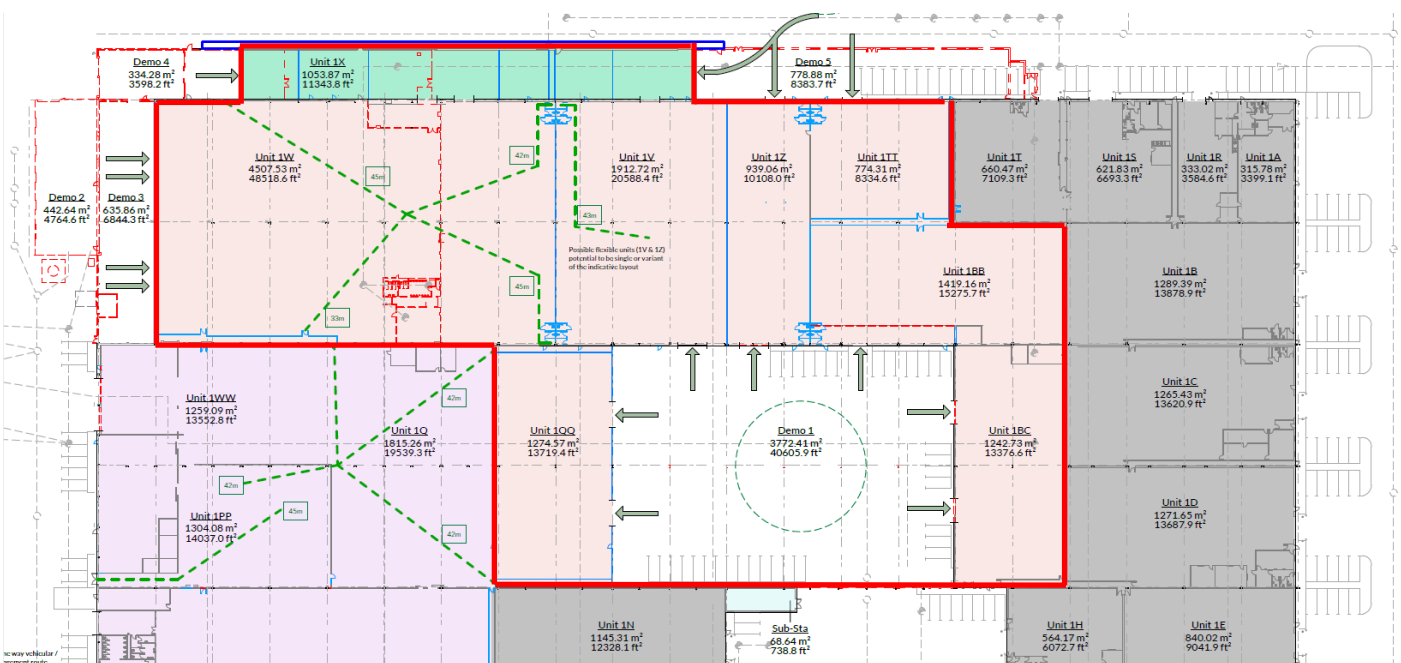 Demo 4
334.28 m²
3598.2 ft²
Unit 1X
1053.87 m²
11343.8 ft²
Demo 5
778.88 m²
8383.7 ft²
Demo 2
442.64 m²
4764.6 ft²
Demo 3
635.86 m²
6844.3 ft²
Unit 1W
4507.53 m²
48518.6 ft²
45m
42m
Unit 1V
1912.72 m²
20588.4 ft²
43m
Possible flexible units (1V & 1Z)
potential to be single or variant
of the indicative layout
Unit 1Z
939.06 m²
10108.0 ft²
Unit 1TT
774.31 m²
8334.6 ft²
Unit 1T
660.47 m²
7109.3 ft²
Unit 1S
621.83 m²
6693.3 ft²
Unit 1R
333.02 m²
3584.6 ft²
Unit 1A
315.78 m²
3399.1 ft²
45m
33m
Unit 1BB
1419.16 m²
15275.7 ft²
Unit 1B
1289.39 m²
13878.9 ft²
Unit 1WW
1259.09 m²
13552.8 ft²
42m
Unit 1Q
1815.26 m²
19539.3 ft²
Unit 1QQ
1274.57 m²
13719.4 ft²
Demo 1
3772.41 m²
40605.9 ft²
Unit 1BC
1242.73 m²
13376.6 ft²
Unit 1C
1265.43 m²
13620.9 ft²
42m
45m
42m
Unit 1PP
1304.08 m²
14037.0 ft²
Unit 1D
1271.65 m²
13687.9 ft²
Unit 1N
1145.31 m²
12328.1 ft²
Sub-Sta
68.64 m²
738.8 ft²
Unit 1H
564.17 m²
6072.7 ft²
Unit 1E
840.02 m²
9041.9 ft²
way vehicular /
route